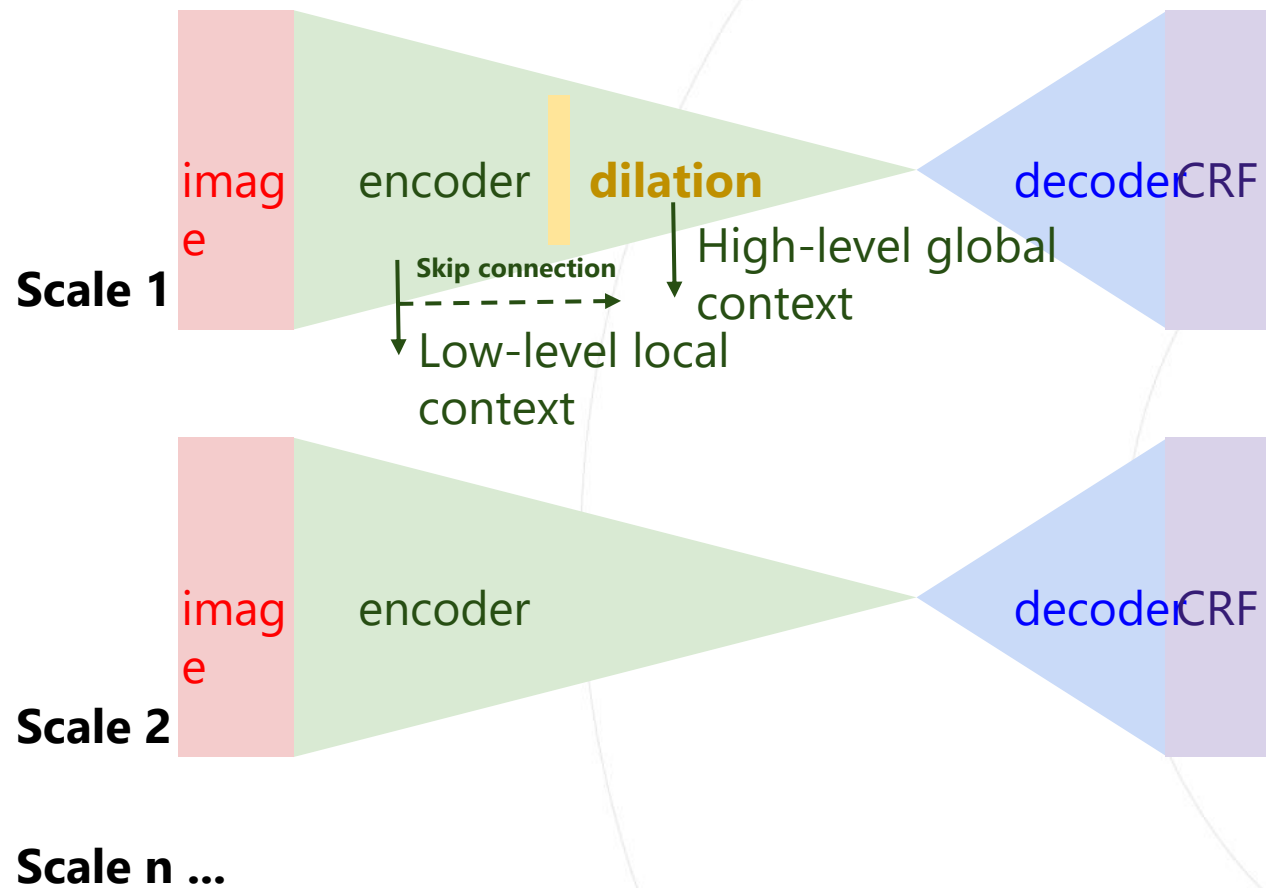 imag
e
encoder
dilation
decoder
CRF
Scale 1
Skip connection
High-level global
context
Low-level local
context
imag
e
encoder
decoder
CRF
Scale 2
Scale n ...